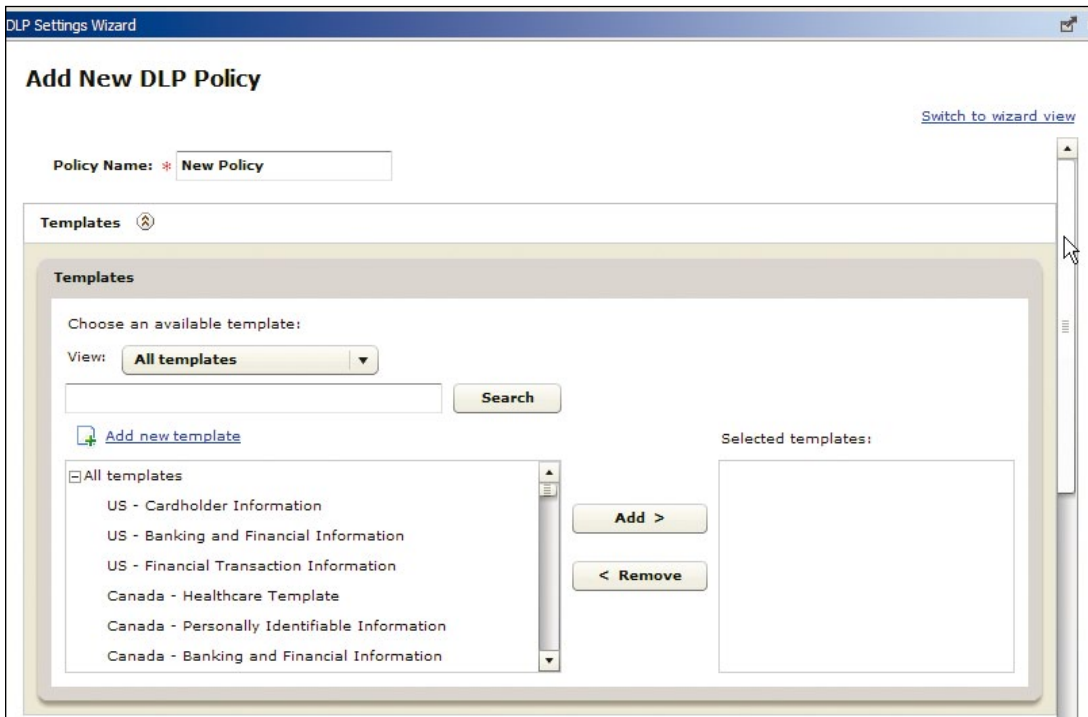 DLP Settings Wizard
Add New DLP Policy
Switch to wizard view
Policy Name: * New Policy
Templates
Templates
Choose an available template:
View: All templates
Search
Add new template
Selected templates:
All templates
US - Cardholder Information
US - Banking and Financial Information
US - Financial Transaction Information
Canada - Healthcare Template
Canada - Personally Identifiable Information
Canada - Banking and Financial Information
Add >
< Remove